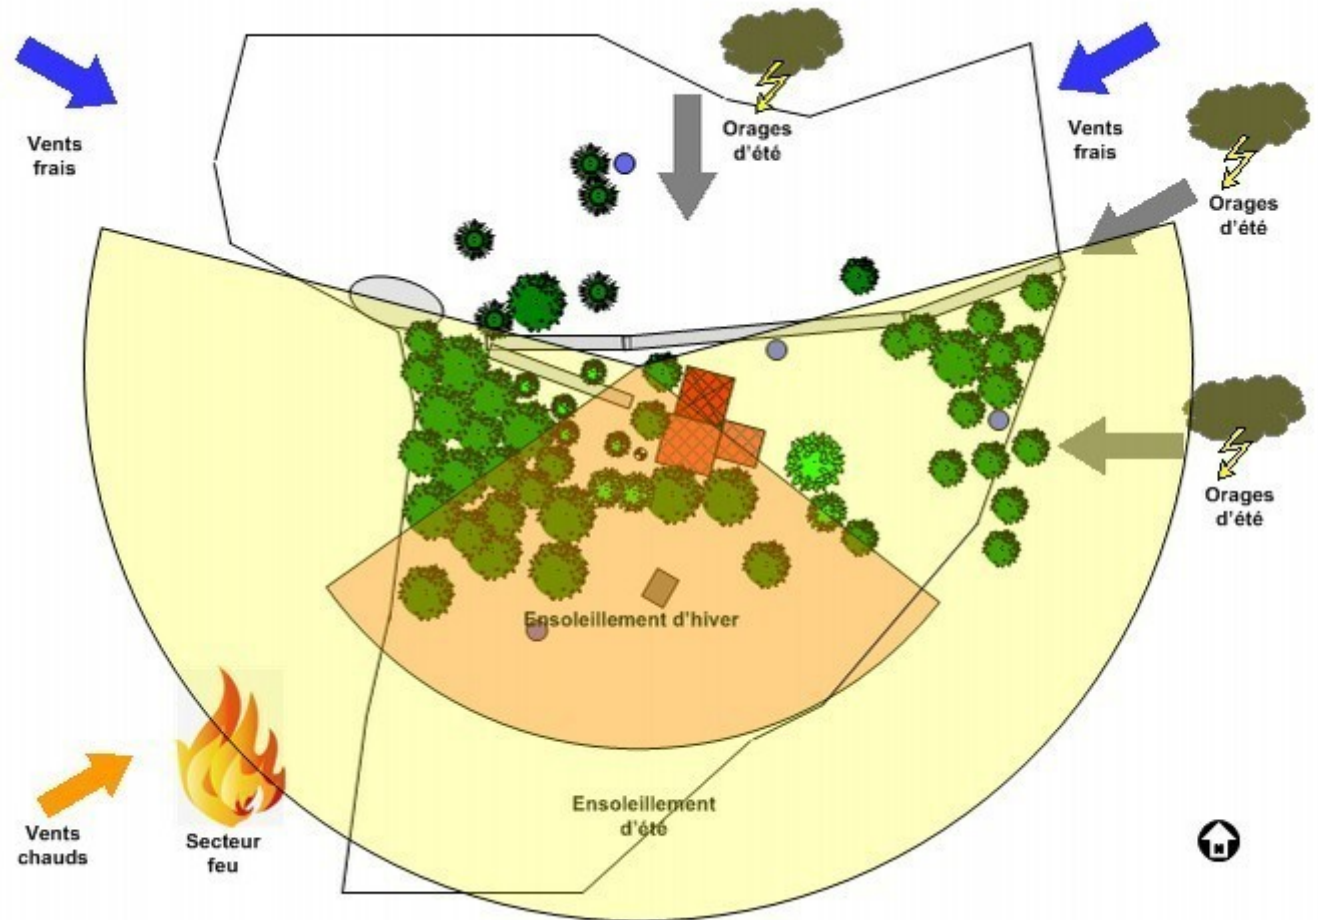 Orages
d'été
Vents
frais
Vents
frais
Orages
d'été
Orages
d'été
Ensoleillement d'hiver
Ensoleillement
d'été
Vents
chauds
Secteur
feu
N